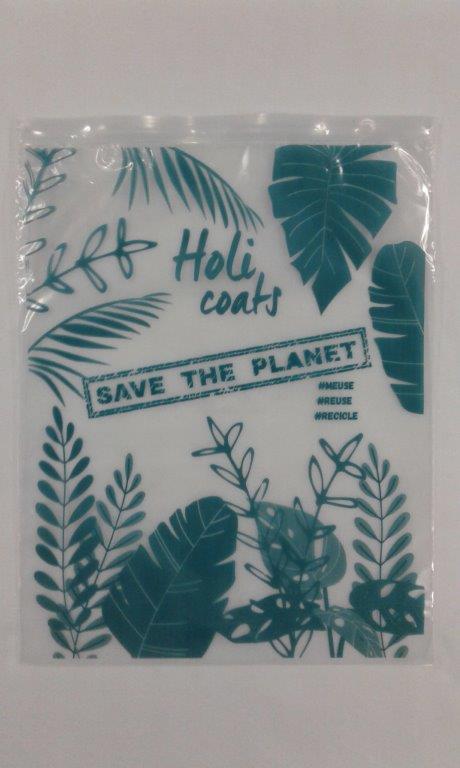 Holi
coats
SAVE THE PLANET
#MEUSE
#REUSE
#RECICLE